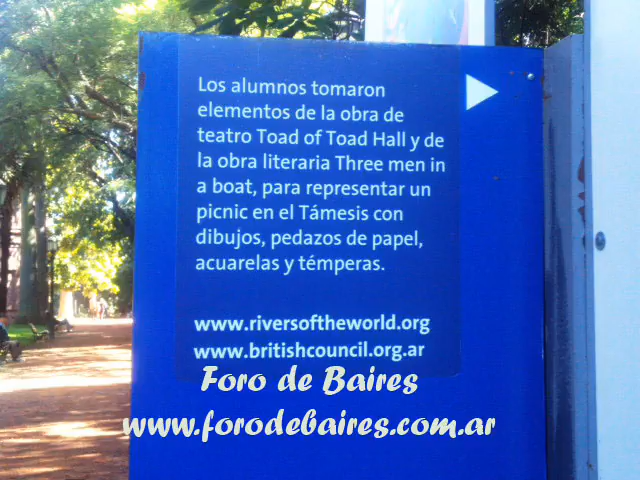 Los alumnos tomaron
elementos de la obra de
teatro Toad of Toad Hall y de
la obra literaria Three men in
a boat, para representar un
picnic en el Támesis con
dibujos, pedazos de papel,
acuarelas y témperas.
www.riversoftheworld.org
www.britishcouncil.org.ar
Foro de Baires
www.forodebaires.com.ar